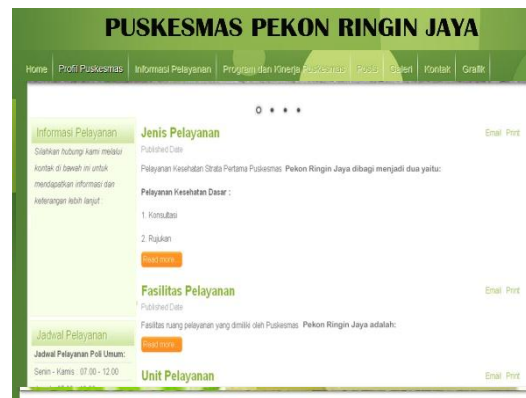 PUSKESMAS PEKON RINGIN JAYA
Home Profil Puskesmas Informasi Pelayanan Program dan Kinerja Puskesmas Posts Galeri Kontak Grafik
Informasi Pelayanan
Silahkan hubungi kami melalui
kontak di bawah ini untuk
mendapatkan informasi dan
keterangan lebih lanjut :
Jenis Pelayanan
Email Print
Published Date
Pelayanan Kesehatan Strata Pertama Puskesmas Pekon Ringin Jaya dibagi menjadi dua yaitu:
Pelayanan Kesehatan Dasar :
1. Konsultasi
2. Rujukan
Read more...
Fasilitas Pelayanan
Email Print
Published Date
Fasilitas ruang pelayanan yang dimiliki oleh Puskesmas Pekon Ringin Jaya adalah:
Read more...
Jadwal Pelayanan
Jadwal Pelayanan Poli Umum:
Senin - Kamis : 07.00 - 12.00
Unit Pelayanan
Email Print